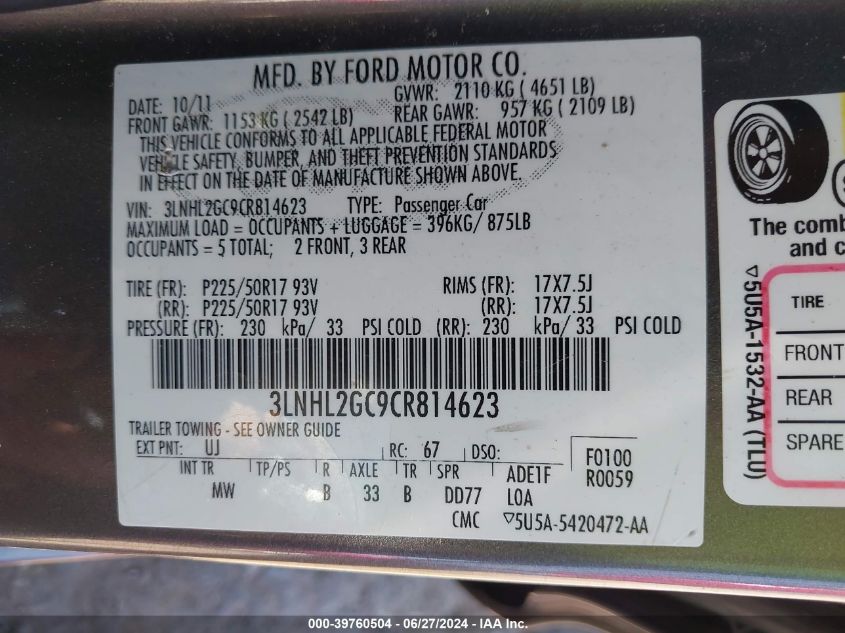 MFD. BY FORD MOTOR CO.
DATE: 10/11 GVWR: 2110 KG ( 4651 LB)
FRONT GAWR: 1153 KG ( 2542 LB) REAR GAWR: 957 KG ( 2109 LB)
THIS VEHICLE CONFORMS TO ALL APPLICABLE FEDERAL MOTOR
VEHICLE SAFETY, BUMPER, AND THEFT PREVENTION STANDARDS
IN EFFECT ON THE DATE OF MANUFACTURE SHOWN ABOVE.
VIN: 3LNHL2GC9CR814623 TYPE: Passenger Car
MAXIMUM LOAD = OCCUPANTS + LUGGAGE = 396KG/ 875LB
OCCUPANTS = 5 TOTAL; 2 FRONT, 3 REAR
TIRE (FR): P225/50R17 93V RIMS (FR): 17X7.5J
(RR): P225/50R17 93V (RR): 17X7.5J
PRESSURE (FR): 230 kPa/ 33 PSI COLD (RR): 230 kPa/ 33 PSI COLD
3LNHL2GC9CR814623
TRAILER TOWING - SEE OWNER GUIDE
EXT PNT: UJ RC: 67 DSO: F0100
INT TR TP/PS R AXLE TR SPR ADE1F R0059
MW B 33 B DD77 LOA
CMC ▽5U5A-5420472-AA
The comb
and c
▽5U5A-1532-AA (TLU)
TIRE
FRONT
REAR
SPARE
000-39760504 - 06/27/2024 - IAA Inc.